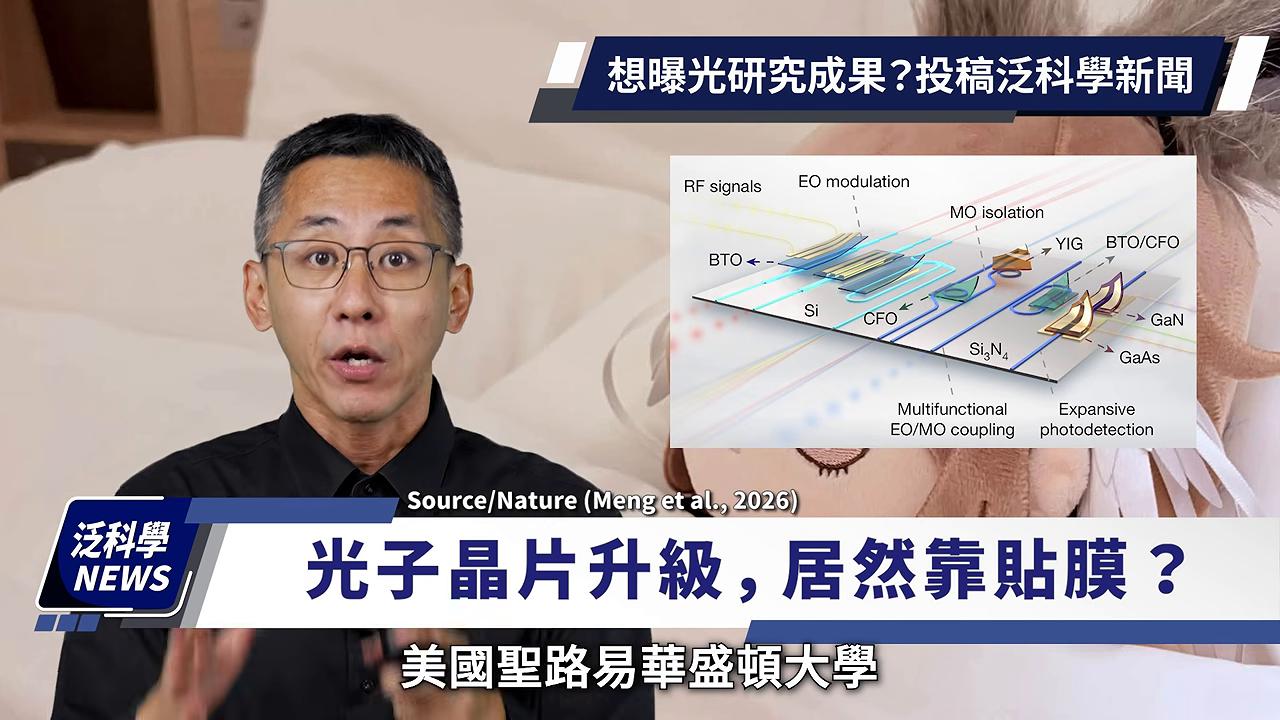 想曝光研究成果？投稿泛科學新聞
RF signals
EO modulation
MO isolation
BTO
YIG
BTO/CFO
Si
CFO
GaN
Si₃N₄
GaAs
Multifunctional
EO/MO coupling
Expansive
photodetection
Source/Nature (Meng et al., 2026)
泛科學
NEWS
光子晶片升級，居然靠貼膜？
美國聖路易華盛頓大學